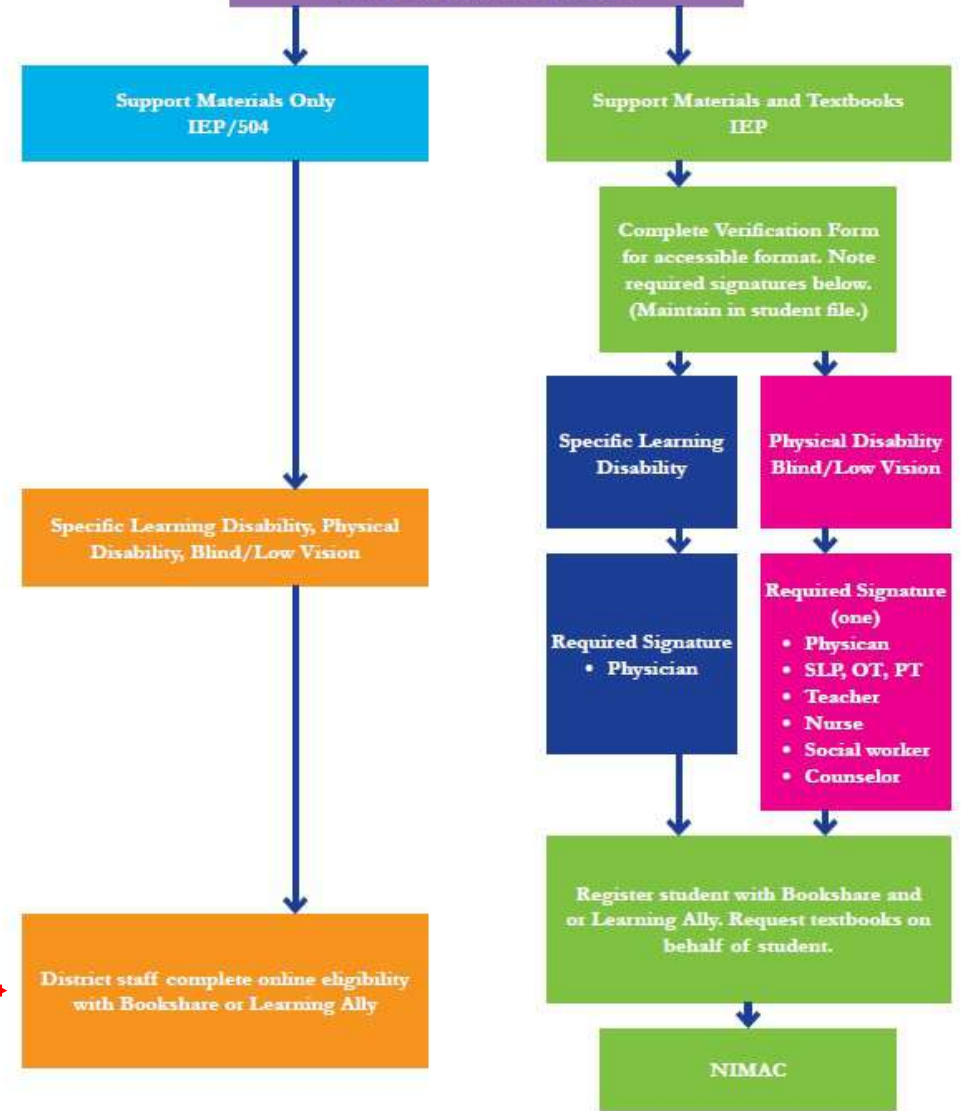 Support Materials Only
IEP/504
Support Materials and Textbooks
IEP
Complete Verification Form
for accessible format. Note
required signatures below.
(Maintain in student file.)
Specific Learning
Disability
Physical Disability
Blind/Low Vision
Specific Learning Disability, Physical
Disability, Blind/Low Vision
Required Signature
• Physician
Required Signature
(one)
• Physican
• SLP, OT, PT
• Teacher
• Nurse
• Social worker
• Counselor
Register student with Bookshare and
or Learning Ally. Request textbooks on
behalf of student.
District staff complete online eligibility
with Bookshare or Learning Ally
NIMAC